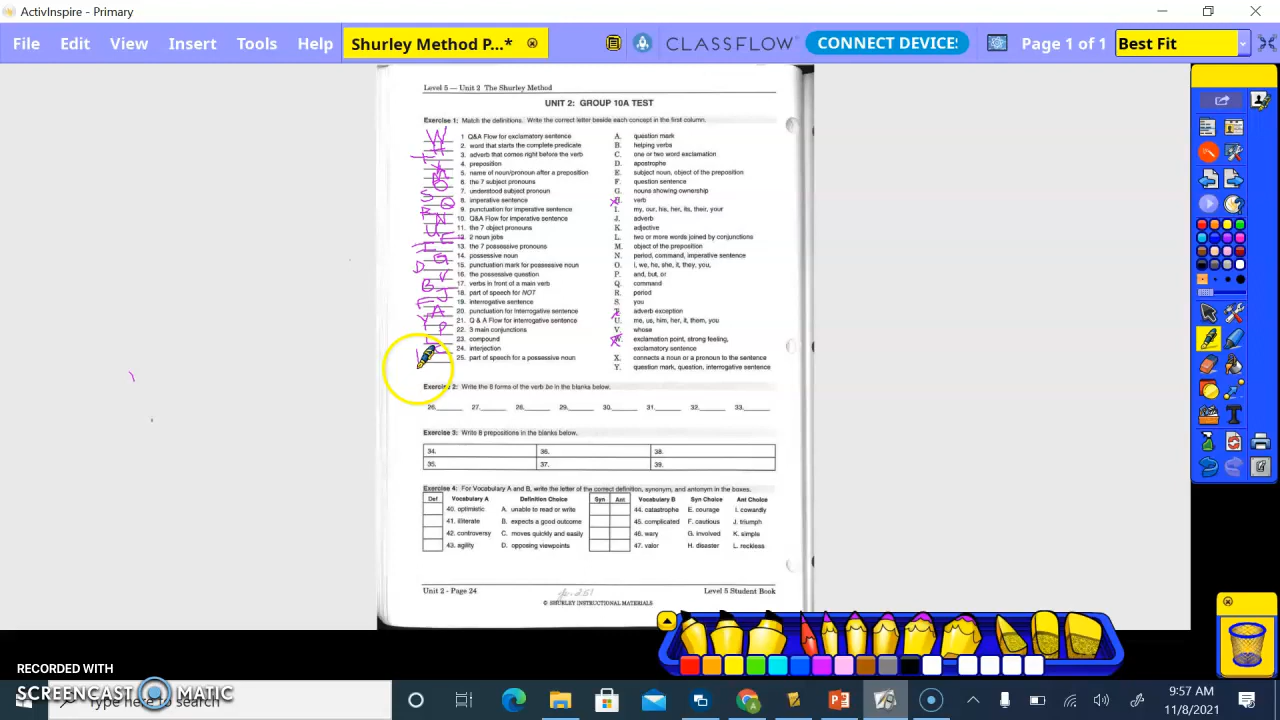 ActivInspire - Primary
File Edit View Insert Tools Help Shurley Method P...* CLASSFLOW CONNECT DEVICE! Page 1 of 1 Best Fit
Level 5 — Unit 2 The Shurley Method
UNIT 2: GROUP 10A TEST
Exercise 1: Match the definitions. Write the correct letter beside each concept in the first column.
W 1 Q&A Flow for exclamatory sentence A. question mark
H 2. word that starts the complete predicate B. helping verbs
T 3. adverb that comes right before the verb C. one or two word exclamation
X 4. preposition D. apostrophe
M 5. name of noun/pronoun after a preposition E. subject noun, object of the preposition
O 6. the 7 subject pronouns F. question sentence
S 7. understood subject pronoun G. nouns showing ownership
Q 8. imperative sentence H. verb
R 9. punctuation for imperative sentence I. my, our, his, her, its, their, your
N 10. Q&A Flow for imperative sentence J. adverb
U 11. the 7 object pronouns K. adjective
E 12. 2 noun jobs L. two or more words joined by conjunctions
I 13. the 7 possessive pronouns M. object of the preposition
G 14. possessive noun N. period, command, imperative sentence
D 15. punctuation mark for possessive noun O. I, we, he, she, it, they, you,
V 16. the possessive question P. and, but, or
B 17. verbs in front of a main verb Q. command
J 18. part of speech for NOT R. period
F 19. interrogative sentence S. you
A 20. punctuation for interrogative sentence T. adverb exception
Y 21. Q & A Flow for interrogative sentence U. me, us, him, her, it, them, you
P 22. 3 main conjunctions V. whose
23. compound W. exclamation point, strong feeling,
24. interjection exclamatory sentence
25. part of speech for a possessive noun X. connects a noun or a pronoun to the sentence
Y. question mark, question, interrogative sentence
Exercise 2: Write the 8 forms of the verb be in the blanks below.
26.______ 27.______ 28.______ 29.______ 30.______ 31.______ 32.______ 33.______
Exercise 3: Write 8 prepositions in the blanks below.
34. 36. 38.
35. 37. 39.
Exercise 4: For Vocabulary A and B, write the letter of the correct definition, synonym, and antonym in the boxes.
Def Vocabulary A Definition Choice Syn Ant Vocabulary B Syn Choice Ant Choice
40. optimistic A. unable to read or write 44. catastrophe E. courage I. cowardly
41. illiterate B. expects a good outcome 45. complicated F. cautious J. triumph
42. controversy C. moves quickly and easily 46. wary G. involved K. simple
43. agility D. opposing viewpoints 47. valor H. disaster L. reckless
Unit 2 - Page 24 Level 5 Student Book
© SHURLEY INSTRUCTIONAL MATERIALS
RECORDED WITH
SCREENCAST MATIC
Type here to search
9:57 AM
11/8/2021